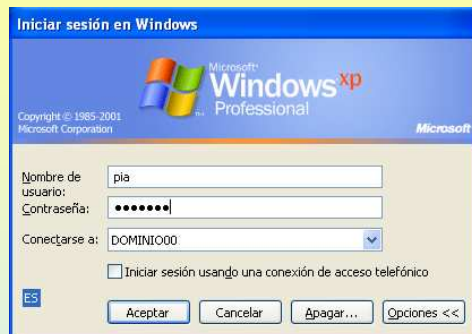 Iniciar sesión en Windows
Microsoft®
Windows xp
Professional
Copyright © 1985-2001
Microsoft Corporation
Microsoft
Nombre de usuario:
pia
Contraseña:
•••••••
Conectarse a:
DOMINIO00
Iniciar sesión usando una conexión de acceso telefónico
ES
Aceptar
Cancelar
Apagar...
Opciones <<